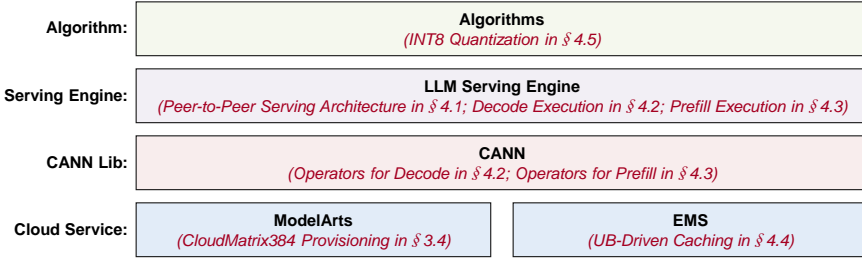 Algorithm:
Algorithms
(INT8 Quantization in § 4.5)
Serving Engine:
LLM Serving Engine
(Peer-to-Peer Serving Architecture in § 4.1; Decode Execution in § 4.2; Prefill Execution in § 4.3)
CANN Lib:
CANN
(Operators for Decode in § 4.2; Operators for Prefill in § 4.3)
Cloud Service:
ModelArts
(CloudMatrix384 Provisioning in § 3.4)
EMS
(UB-Driven Caching in § 4.4)